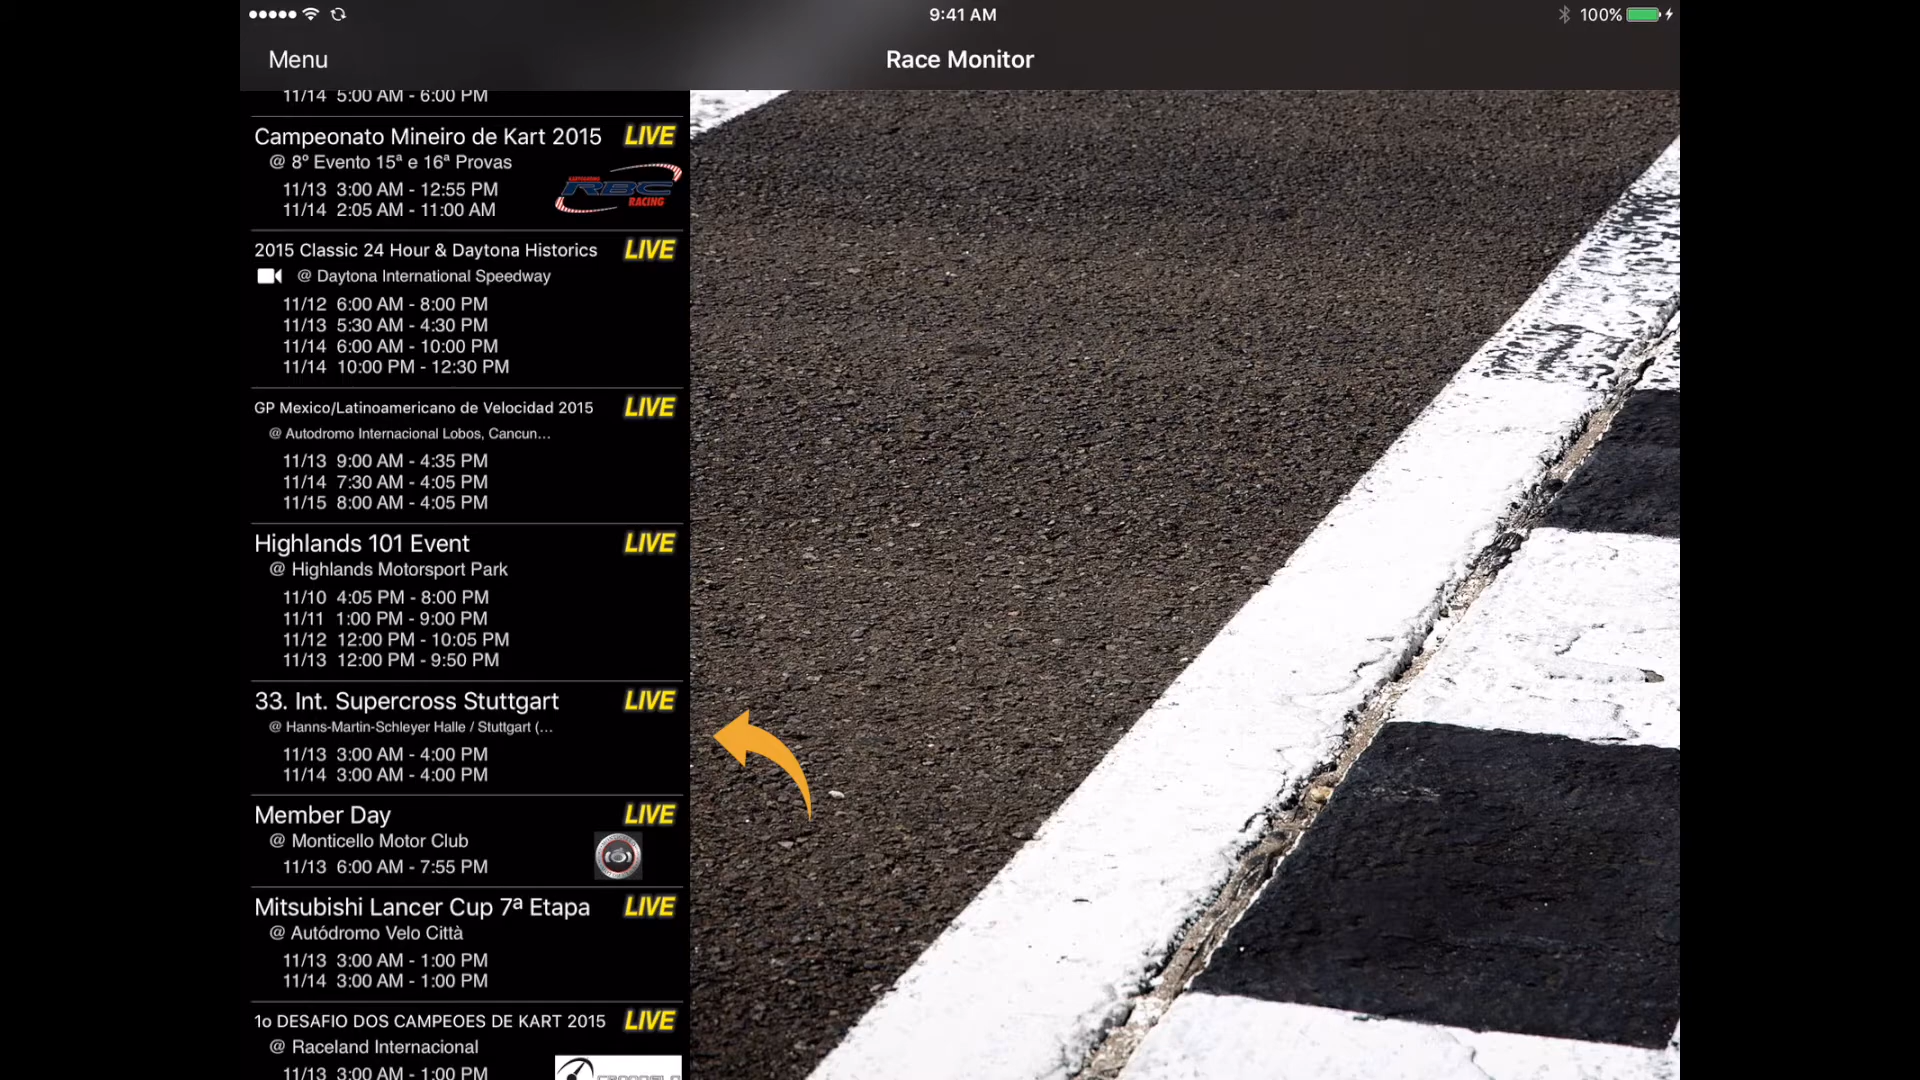 9:41 AM
100%
Menu
Race Monitor
11/14 5:00 AM - 6:00 PM
Campeonato Mineiro de Kart 2015 LIVE
@ 8º Evento 15ª e 16ª Provas
11/13 3:00 AM - 12:55 PM
11/14 2:05 AM - 11:00 AM
RBC
RACING
2015 Classic 24 Hour & Daytona Historics LIVE
@ Daytona International Speedway
11/12 6:00 AM - 8:00 PM
11/13 5:30 AM - 4:30 PM
11/14 6:00 AM - 10:00 PM
11/14 10:00 PM - 12:30 PM
GP Mexico/Latinoamericano de Velocidad 2015 LIVE
@ Autodromo Internacional Lobos, Cancun...
11/13 9:00 AM - 4:35 PM
11/14 7:30 AM - 4:05 PM
11/15 8:00 AM - 4:05 PM
Highlands 101 Event LIVE
@ Highlands Motorsport Park
11/10 4:05 PM - 8:00 PM
11/11 1:00 PM - 9:00 PM
11/12 12:00 PM - 10:05 PM
11/13 12:00 PM - 9:50 PM
33. Int. Supercross Stuttgart LIVE
@ Hanns-Martin-Schleyer Halle / Stuttgart (...
11/13 3:00 AM - 4:00 PM
11/14 3:00 AM - 4:00 PM
Member Day LIVE
@ Monticello Motor Club
11/13 6:00 AM - 7:55 PM
Mitsubishi Lancer Cup 7ª Etapa LIVE
@ Autódromo Velo Città
11/13 3:00 AM - 1:00 PM
11/14 3:00 AM - 1:00 PM
1o DESAFIO DOS CAMPEOES DE KART 2015 LIVE
@ Raceland Internacional
11/13 3:00 AM - 1:00 PM